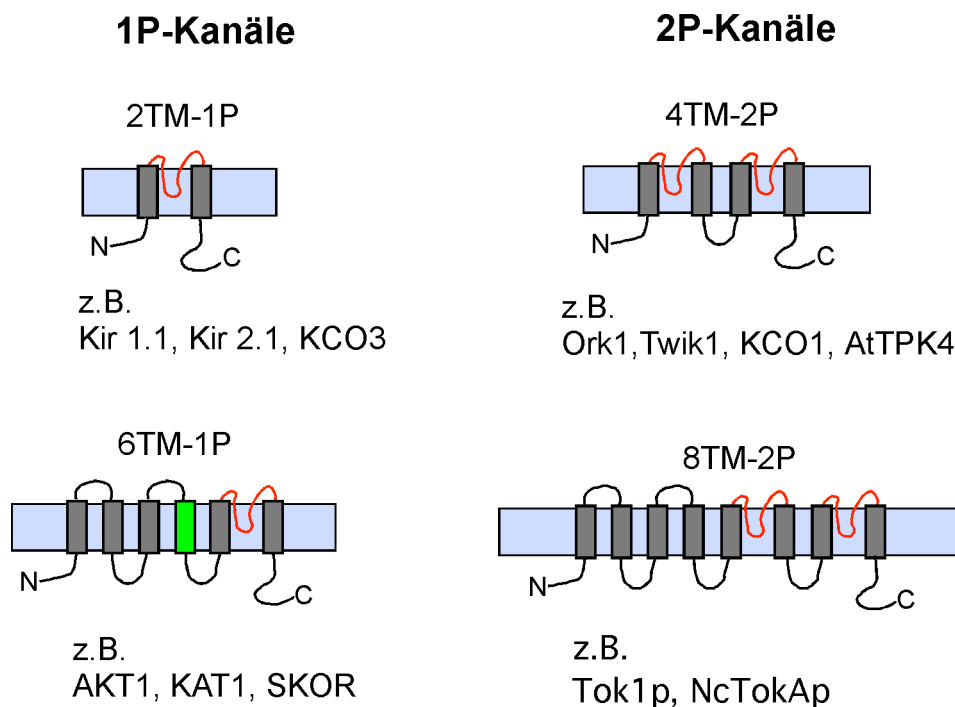 1P-Kanäle
2P-Kanäle
2TM-1P
N
C
z.B.
Kir 1.1, Kir 2.1, KCO3
4TM-2P
N
C
z.B.
Ork1,Twik1, KCO1, AtTPK4
6TM-1P
N
C
z.B.
AKT1, KAT1, SKOR
8TM-2P
N
C
z.B.
Tok1p, NcTokAp